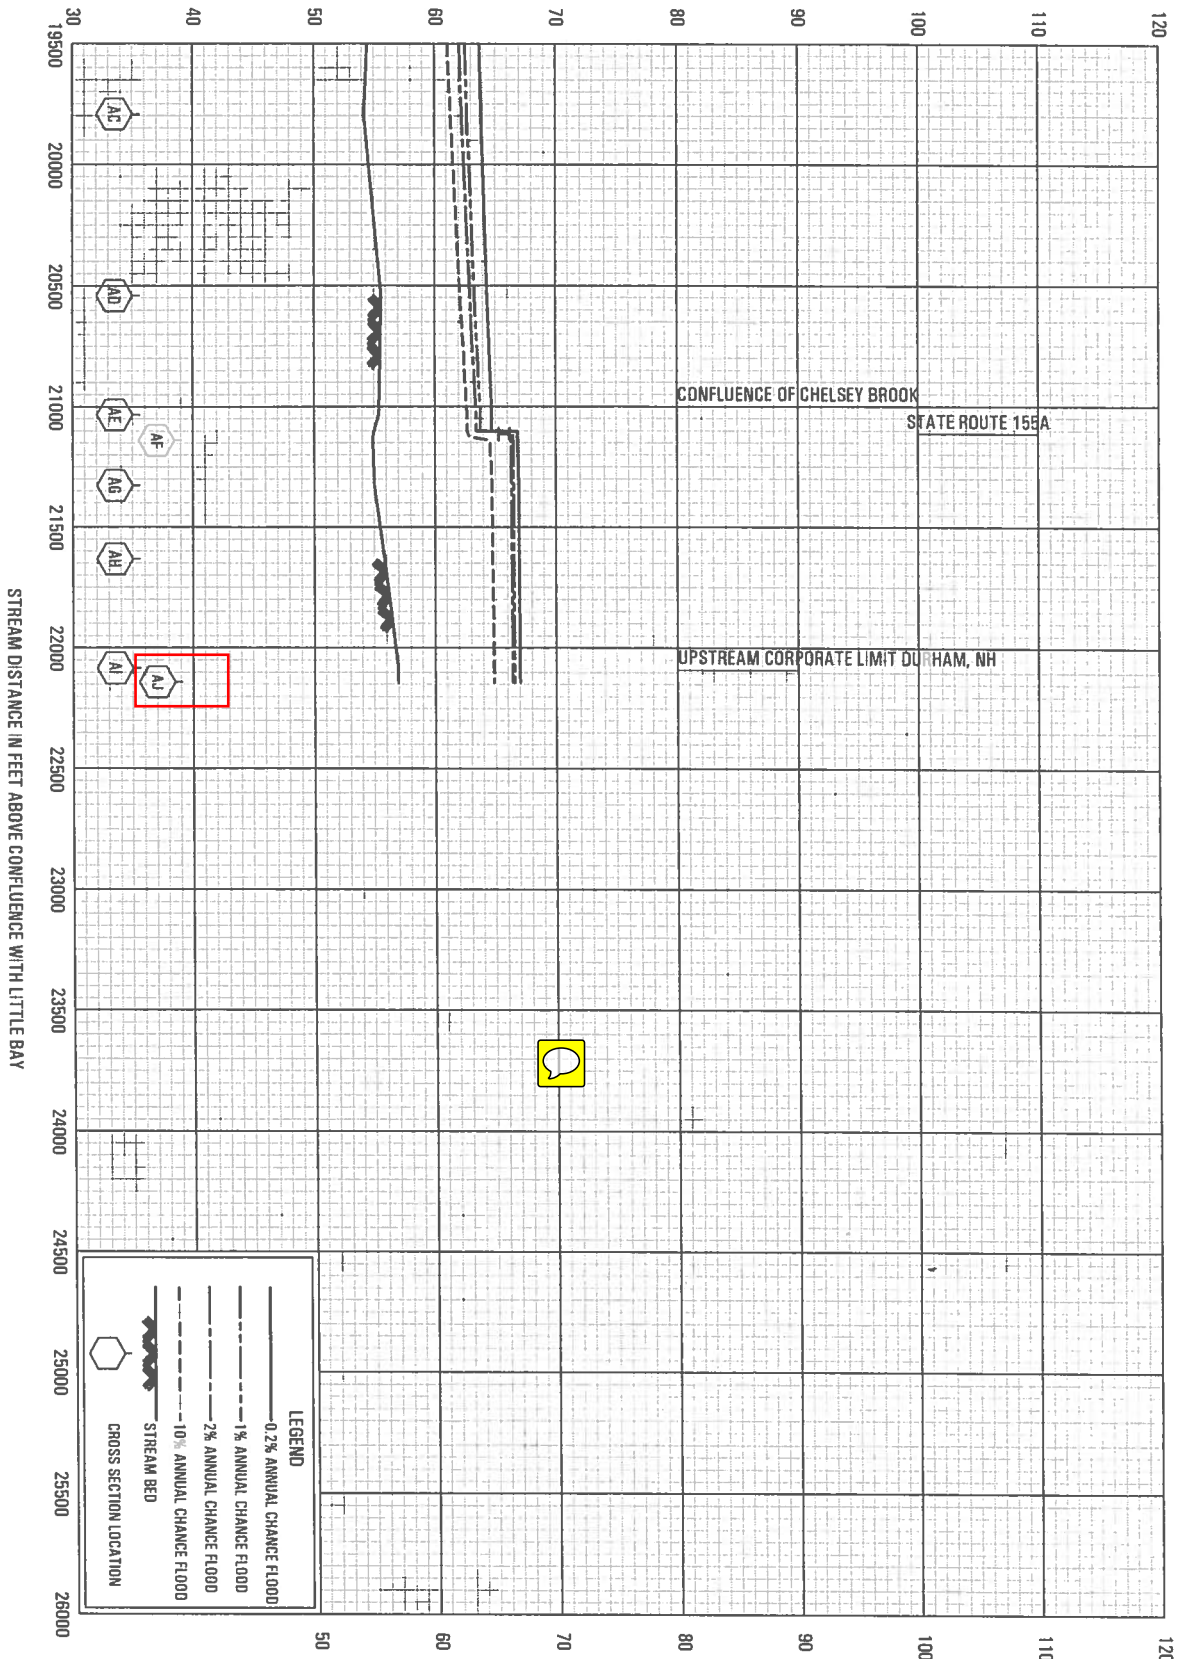 120
110
100
90
80
70
60
50
40
30
19500
20000
20500
21000
21500
22000
22500
23000
23500
24000
24500
25000
25500
26000
STREAM DISTANCE IN FEET ABOVE CONFLUENCE WITH LITTLE BAY
AC
AD
AE
AF
AG
AH
AI
AJ
CONFLUENCE OF CHELSEY BROOK
STATE ROUTE 155A
UPSTREAM CORPORATE LIMIT DURHAM, NH
LEGEND
0.2% ANNUAL CHANCE FLOOD
1% ANNUAL CHANCE FLOOD
2% ANNUAL CHANCE FLOOD
10% ANNUAL CHANCE FLOOD
STREAM BED
CROSS SECTION LOCATION
120
110
100
90
80
70
60
50